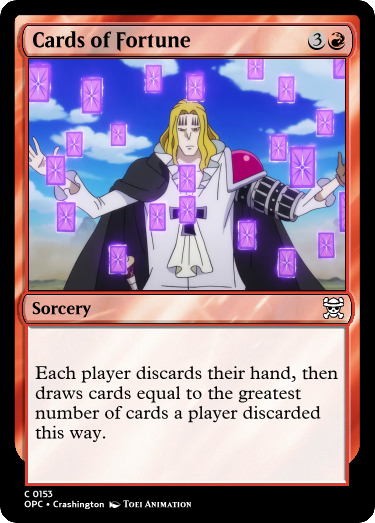 Cards of Fortune 3
Sorcery
Each player discards their hand, then
draws cards equal to the greatest
number of cards a player discarded
this way.
C 0153
OPC • Crashington Toei Animation